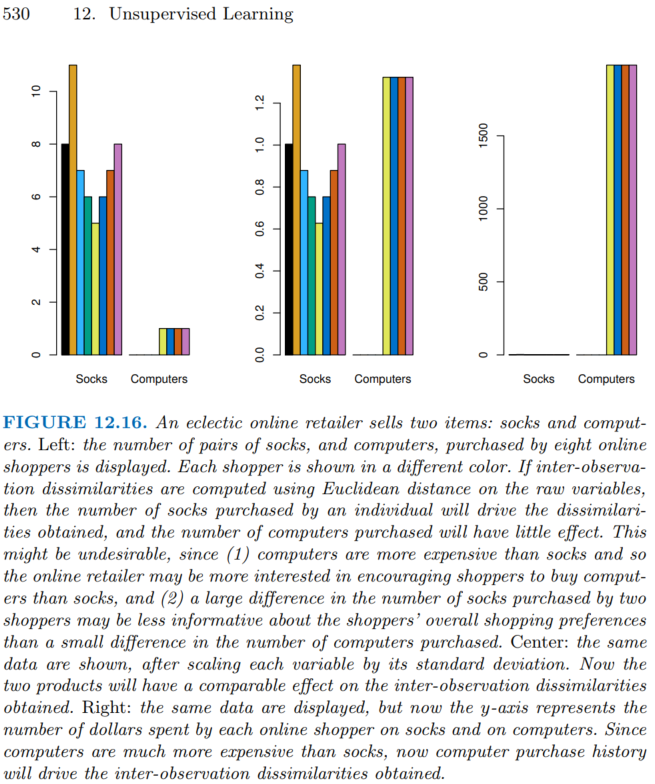 530 12. Unsupervised Learning
0 2 4 6 8 10
Socks Computers
0.0 0.2 0.4 0.6 0.8 1.0 1.2
Socks Computers
0 500 1000 1500
Socks Computers
FIGURE 12.16. An eclectic online retailer sells two items: socks and comput-
ers. Left: the number of pairs of socks, and computers, purchased by eight online
shoppers is displayed. Each shopper is shown in a different color. If inter-observa-
tion dissimilarities are computed using Euclidean distance on the raw variables,
then the number of socks purchased by an individual will drive the dissimilari-
ties obtained, and the number of computers purchased will have little effect. This
might be undesirable, since (1) computers are more expensive than socks and so
the online retailer may be more interested in encouraging shoppers to buy comput-
ers than socks, and (2) a large difference in the number of socks purchased by two
shoppers may be less informative about the shoppers' overall shopping preferences
than a small difference in the number of computers purchased. Center: the same
data are shown, after scaling each variable by its standard deviation. Now the
two products will have a comparable effect on the inter-observation dissimilarities
obtained. Right: the same data are displayed, but now the y-axis represents the
number of dollars spent by each online shopper on socks and on computers. Since
computers are much more expensive than socks, now computer purchase history
will drive the inter-observation dissimilarities obtained.